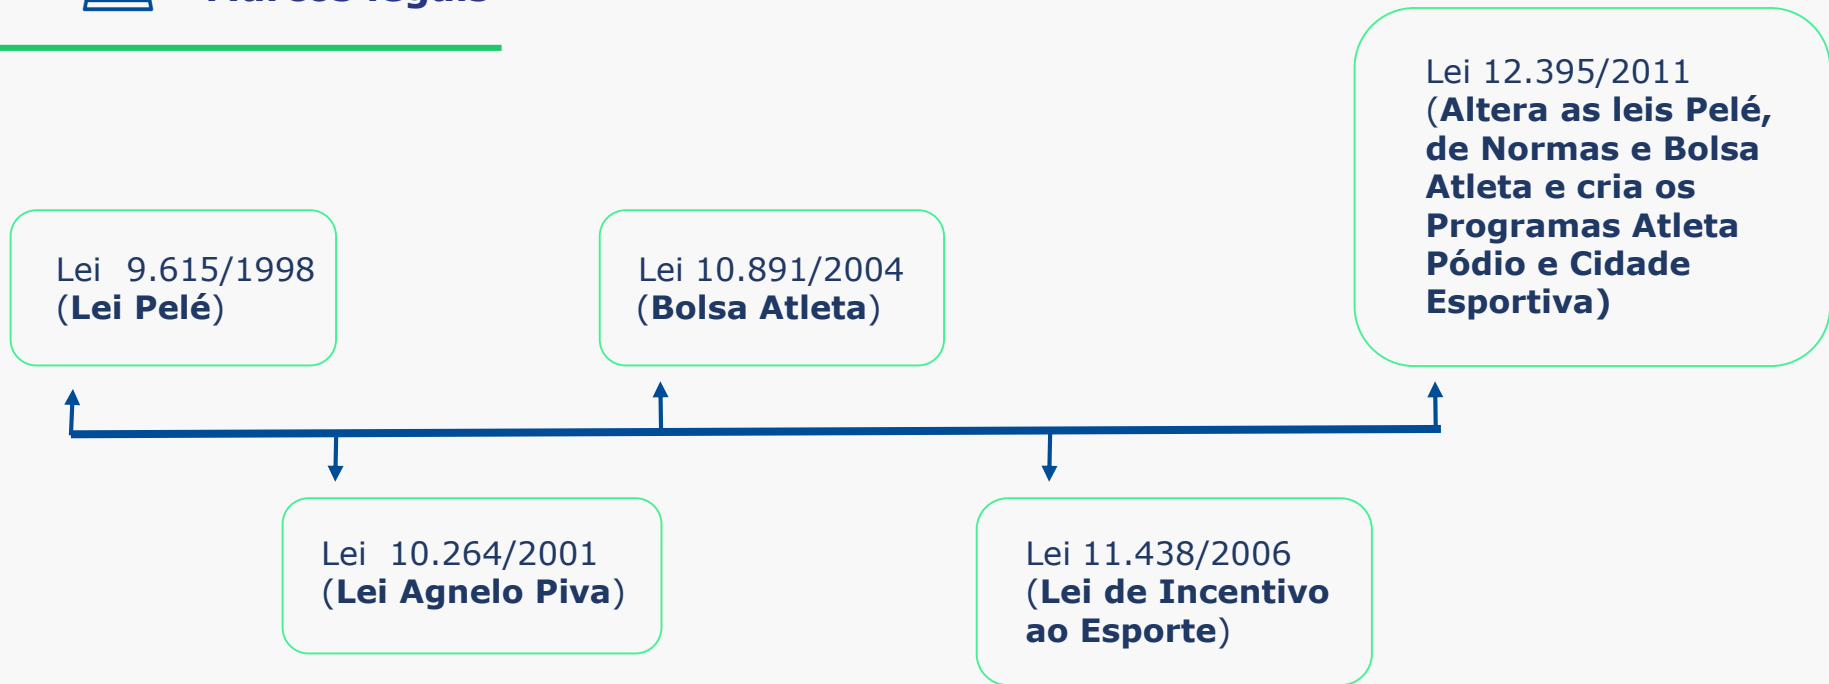 Marcos legais
Lei 9.615/1998
(Lei Pelé)
Lei 10.264/2001
(Lei Agnelo Piva)
Lei 10.891/2004
(Bolsa Atleta)
Lei 11.438/2006
(Lei de Incentivo
ao Esporte)
Lei 12.395/2011
(Altera as leis Pelé,
de Normas e Bolsa
Atleta e cria os
Programas Atleta
Pódio e Cidade
Esportiva)